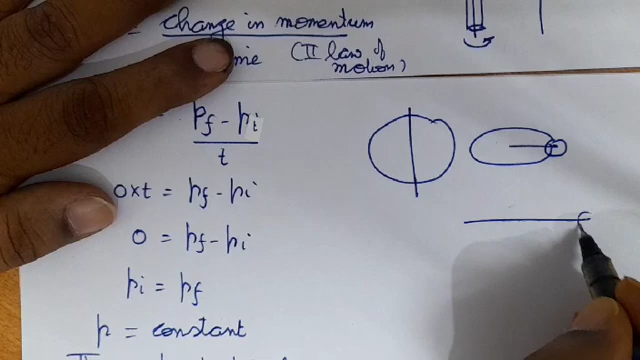 = change in momentum
time (II law of motion)
= pf - pi
t
0xt = pf - pi
0 = pf - pi
pi = pf
p = constant
II